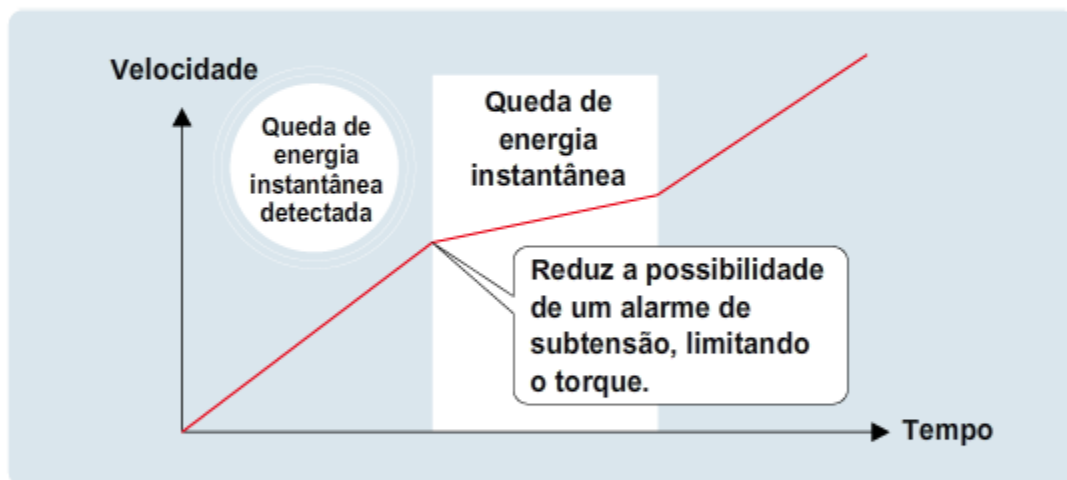 Velocidade
Queda de
energia
instantânea
detectada
Queda de
energia
instantânea
Reduz a possibilidade
de um alarme de
subtensão, limitando
o torque.
Tempo